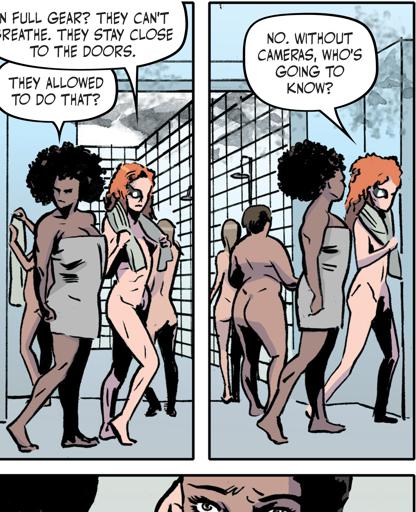 N FULL GEAR? THEY CAN'T
BREATHE. THEY STAY CLOSE
TO THE DOORS.
THEY ALLOWED
TO DO THAT?
NO. WITHOUT
CAMERAS, WHO'S
GOING TO
KNOW?